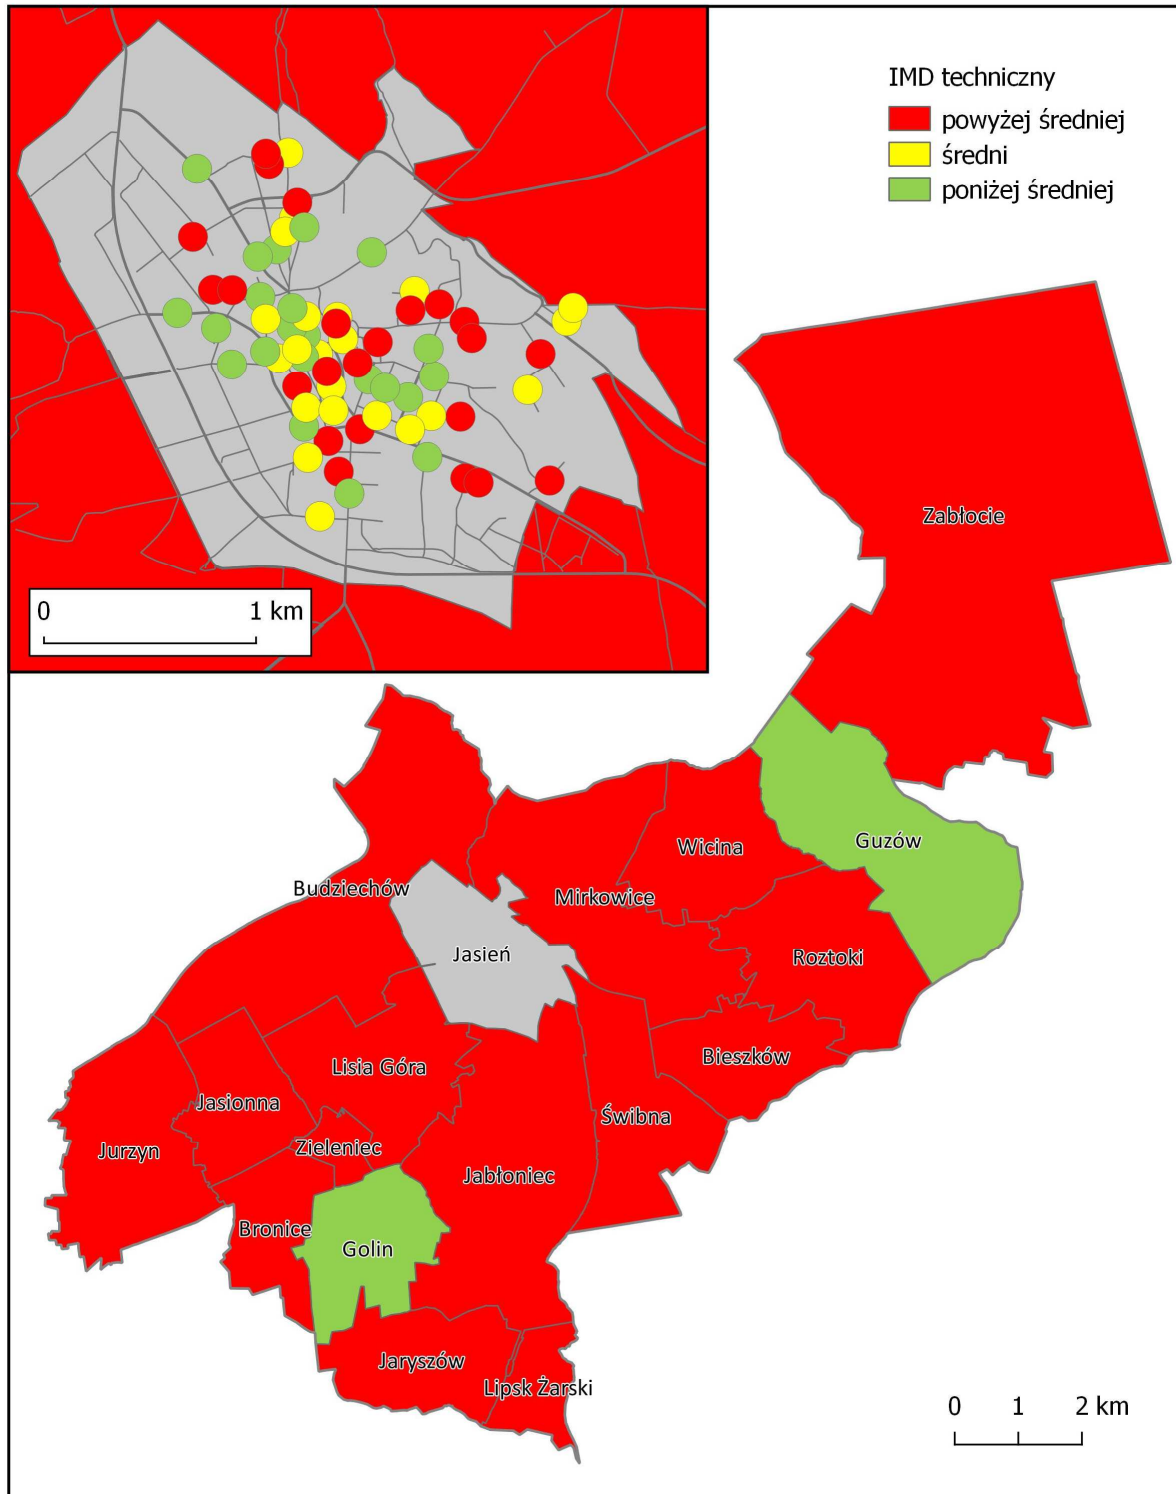 IMD techniczny
powyżej średniej
średni
poniżej średniej
0 1 km
Zabłocie
Guzów
Wicina
Budziechów
Mirkowice
Jasień
Roztoki
Bieszków
Lisia Góra
Jasionna
Świbna
Jurzyn
Zieleniec
Jabłoniec
Bronice
Golin
Jaryszów
Lipsk Żarski
0 1 2 km